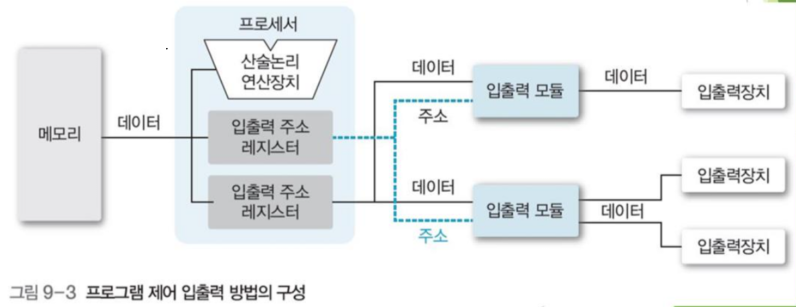 프로세서
산술논리
연산장치
메모리
데이터
입출력 주소
레지스터
입출력 주소
레지스터
데이터
주소
입출력 모듈
데이터
입출력장치
데이터
주소
입출력 모듈
데이터
입출력장치
입출력장치
그림 9-3 프로그램 제어 입출력 방법의 구성